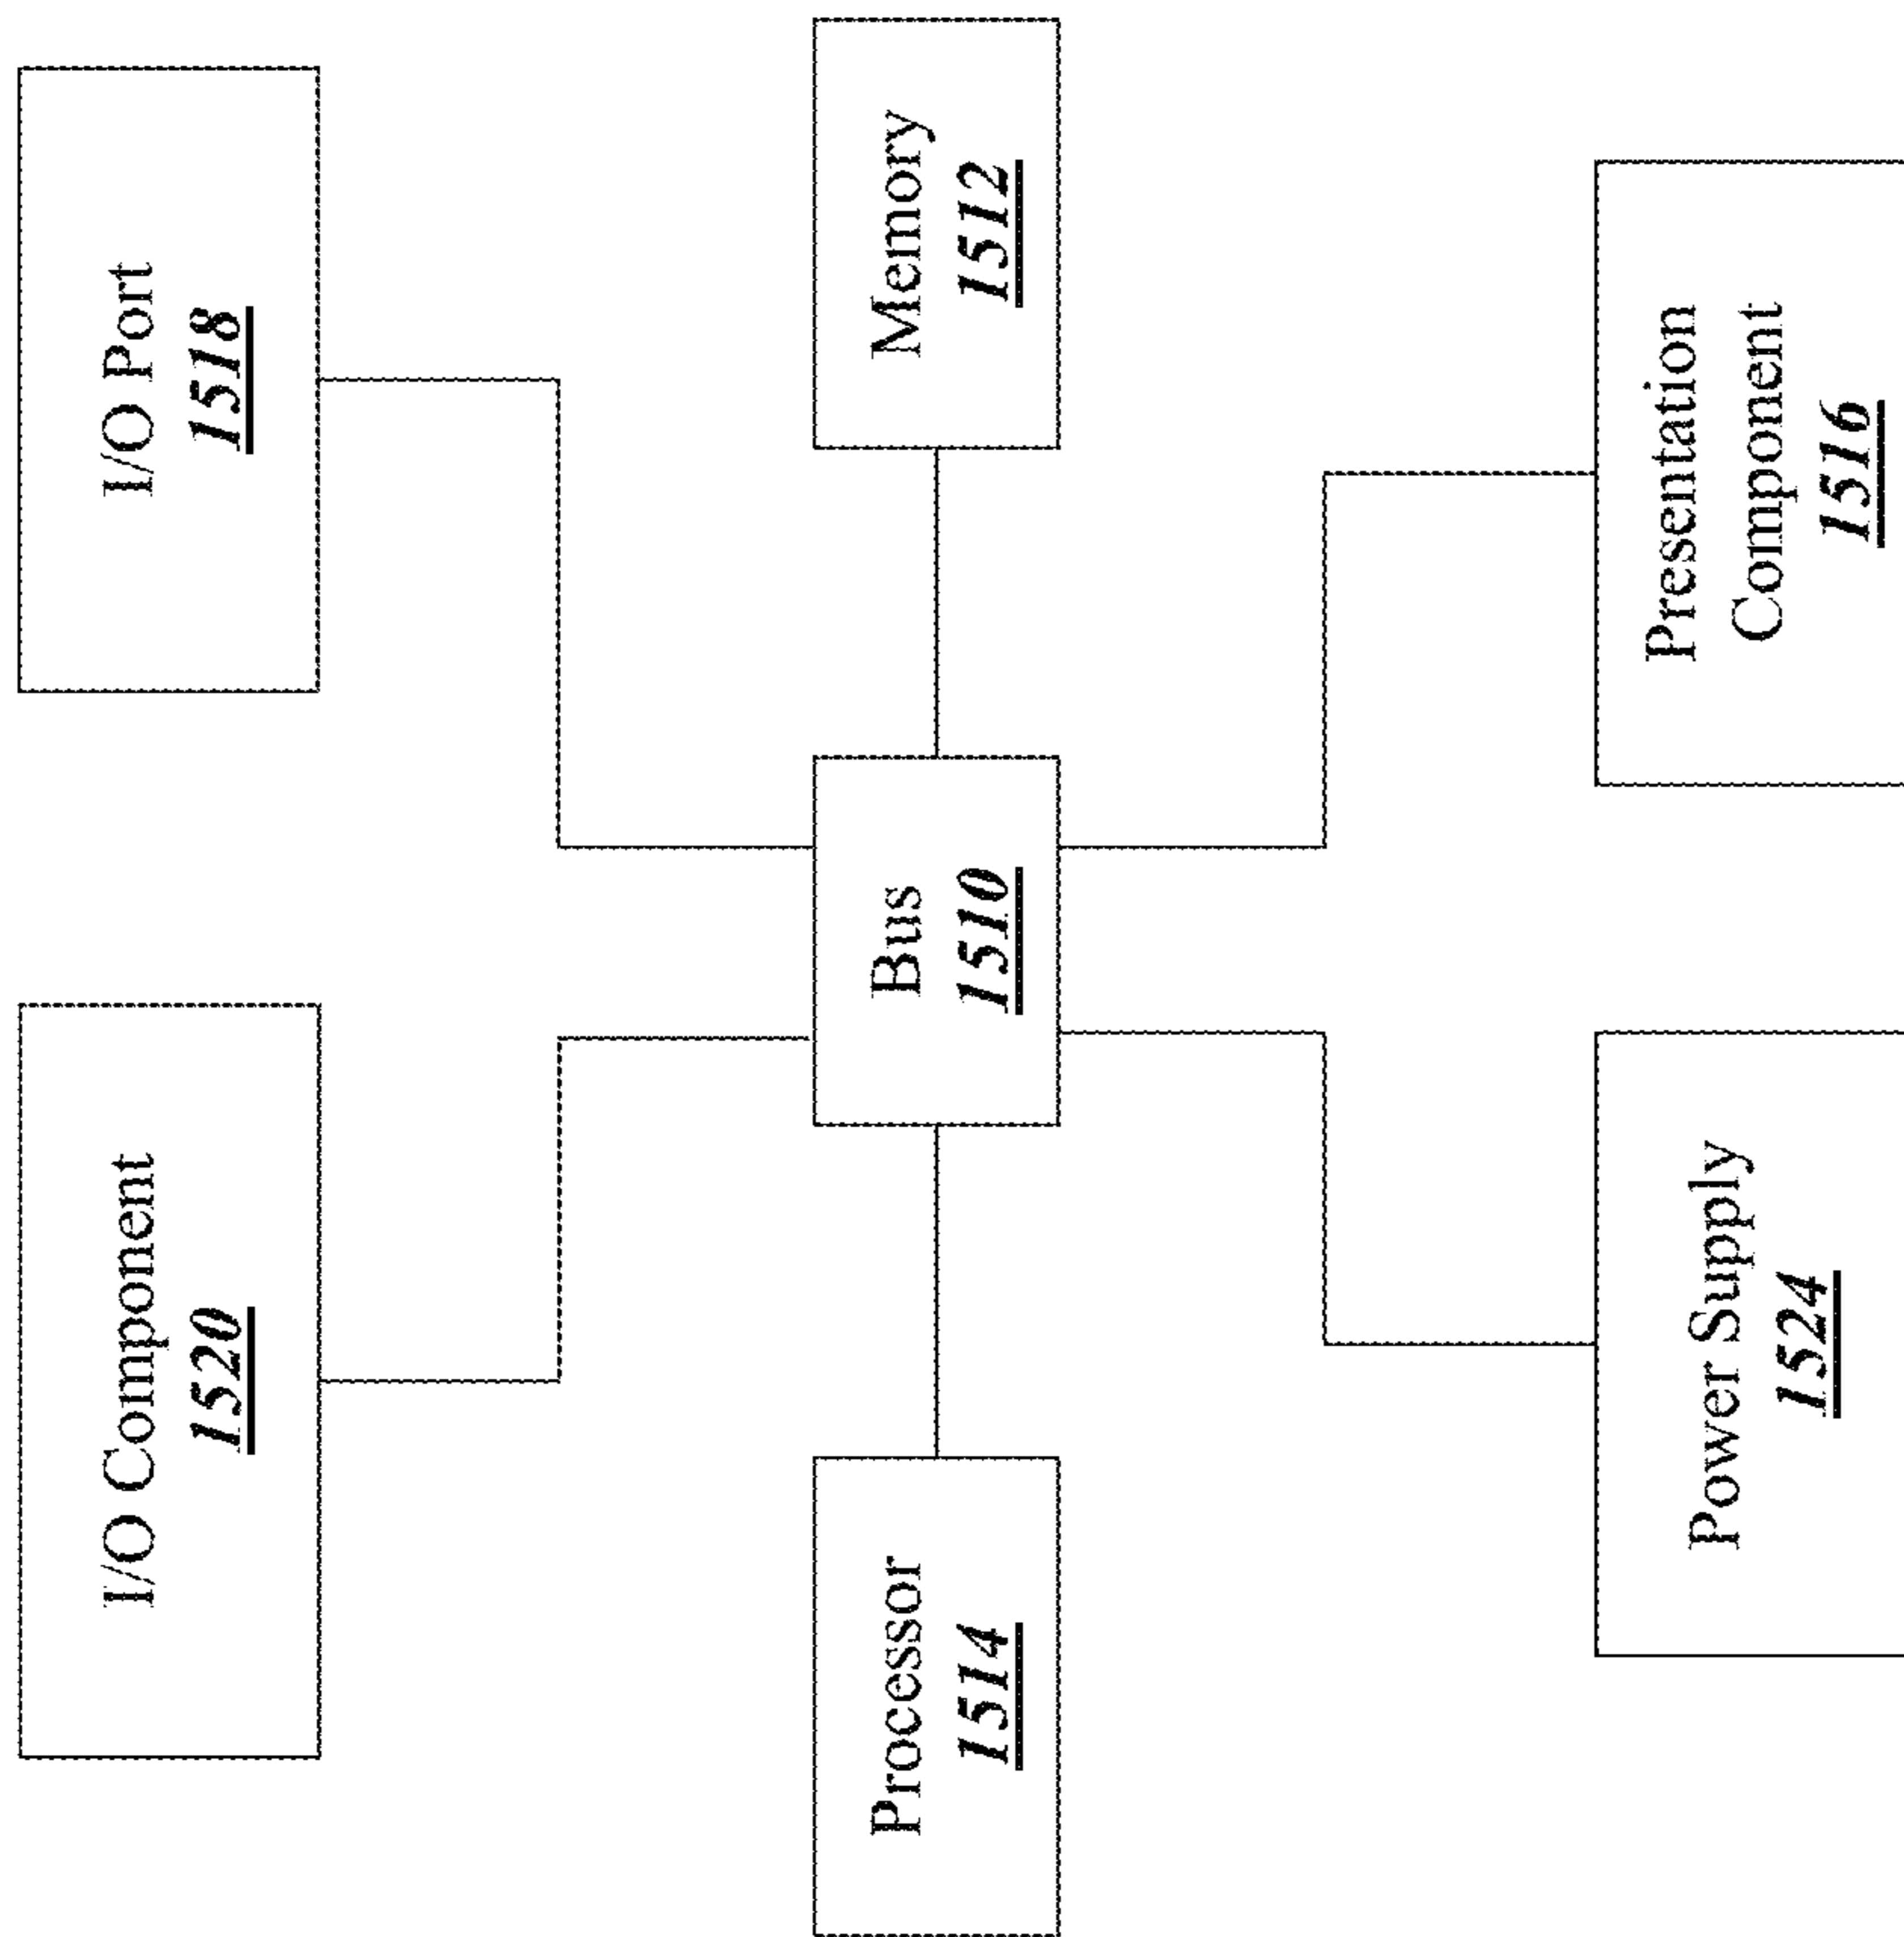 I/O Component
1520
I/O Port
1518
Processor
1514
Bus
1510
Memory
1512
Power Supply
1524
Presentation
Component
1516